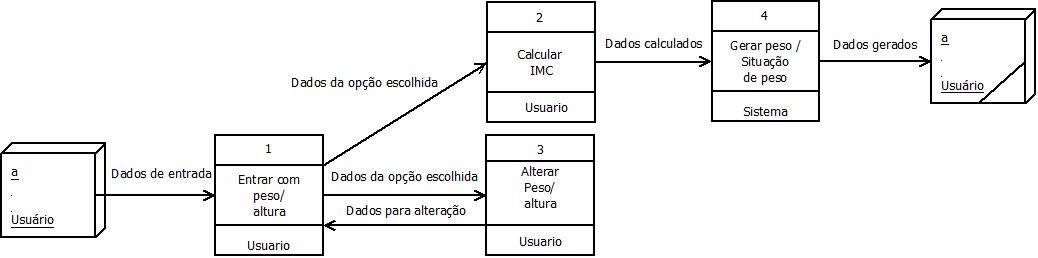 a
.
.
Usuário
Dados de entrada
1
Entrar com
peso/
altura
Usuario
Dados da opção escolhida
2
Calcular
IMC
Usuario
Dados da opção escolhida
Dados para alteração
3
Alterar
Peso/
altura
Usuario
Dados calculados
4
Gerar peso /
Situação
de peso
Sistema
Dados gerados
a
.
.
Usuário